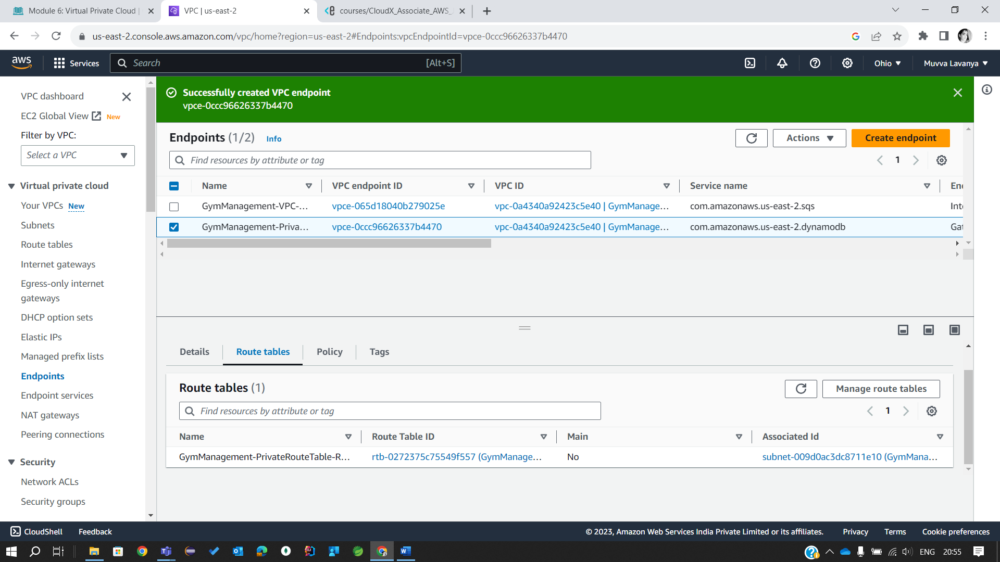 Module 6: Virtual Private Cloud |
VPC | us-east-2
courses/CloudX_Associate_AWS_
us-east-2.console.aws.amazon.com/vpc/home?region=us-east-2#Endpoints:vpcEndpointId=vpce-0ccc96626337b4470
aws
Services
Search
[Alt+S]
Ohio
Muvva Lavanya
VPC dashboard
EC2 Global View
New
Filter by VPC:
Select a VPC
Virtual private cloud
Your VPCs
New
Subnets
Route tables
Internet gateways
Egress-only internet
gateways
DHCP option sets
Elastic IPs
Managed prefix lists
Endpoints
Endpoint services
NAT gateways
Peering connections
Security
Network ACLs
Security groups
Successfully created VPC endpoint
vpce-0ccc96626337b4470
Endpoints (1/2)
Info
Actions
Create endpoint
Find resources by attribute or tag
1
Name
VPC endpoint ID
VPC ID
Service name
En
GymManagement-VPC-...
vpce-065d18040b279025e
vpc-0a4340a92423c5e40 | GymManage...
com.amazonaws.us-east-2.sqs
Int
GymManagement-Priva...
vpce-0ccc96626337b4470
vpc-0a4340a92423c5e40 | GymManage...
com.amazonaws.us-east-2.dynamodb
Gat
Details
Route tables
Policy
Tags
Route tables (1)
Manage route tables
Find resources by attribute or tag
1
Name
Route Table ID
Main
Associated Id
GymManagement-PrivateRouteTable-R...
rtb-0272375c75549f557 (GymManage...
No
subnet-009d0ac3dc8711e10 (GymMana...
CloudShell
Feedback
© 2023, Amazon Web Services India Private Limited or its affiliates.
Privacy
Terms
Cookie preferences
ENG
20:55